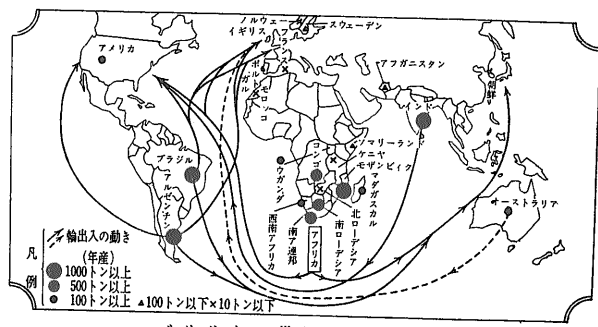 ノルウェー
スウェーデン
イギリス
フランス
アメリカ
ポルトガル
モロッコ
アフガニスタン
朝鮮
インド
ソマリーランド
ケニヤ
モザンビイク
コンゴ
ウガンダ
マダガスカル
ブラジル
アルゼンチン
オーストラリア
西南アフリカ
南ア連邦
アフリカ
南ローデシア
北ローデシア
凡例
輸出入の動き
(年産)
1000トン以上
500トン以上
100トン以上 ▲100トン以下×10トン以下